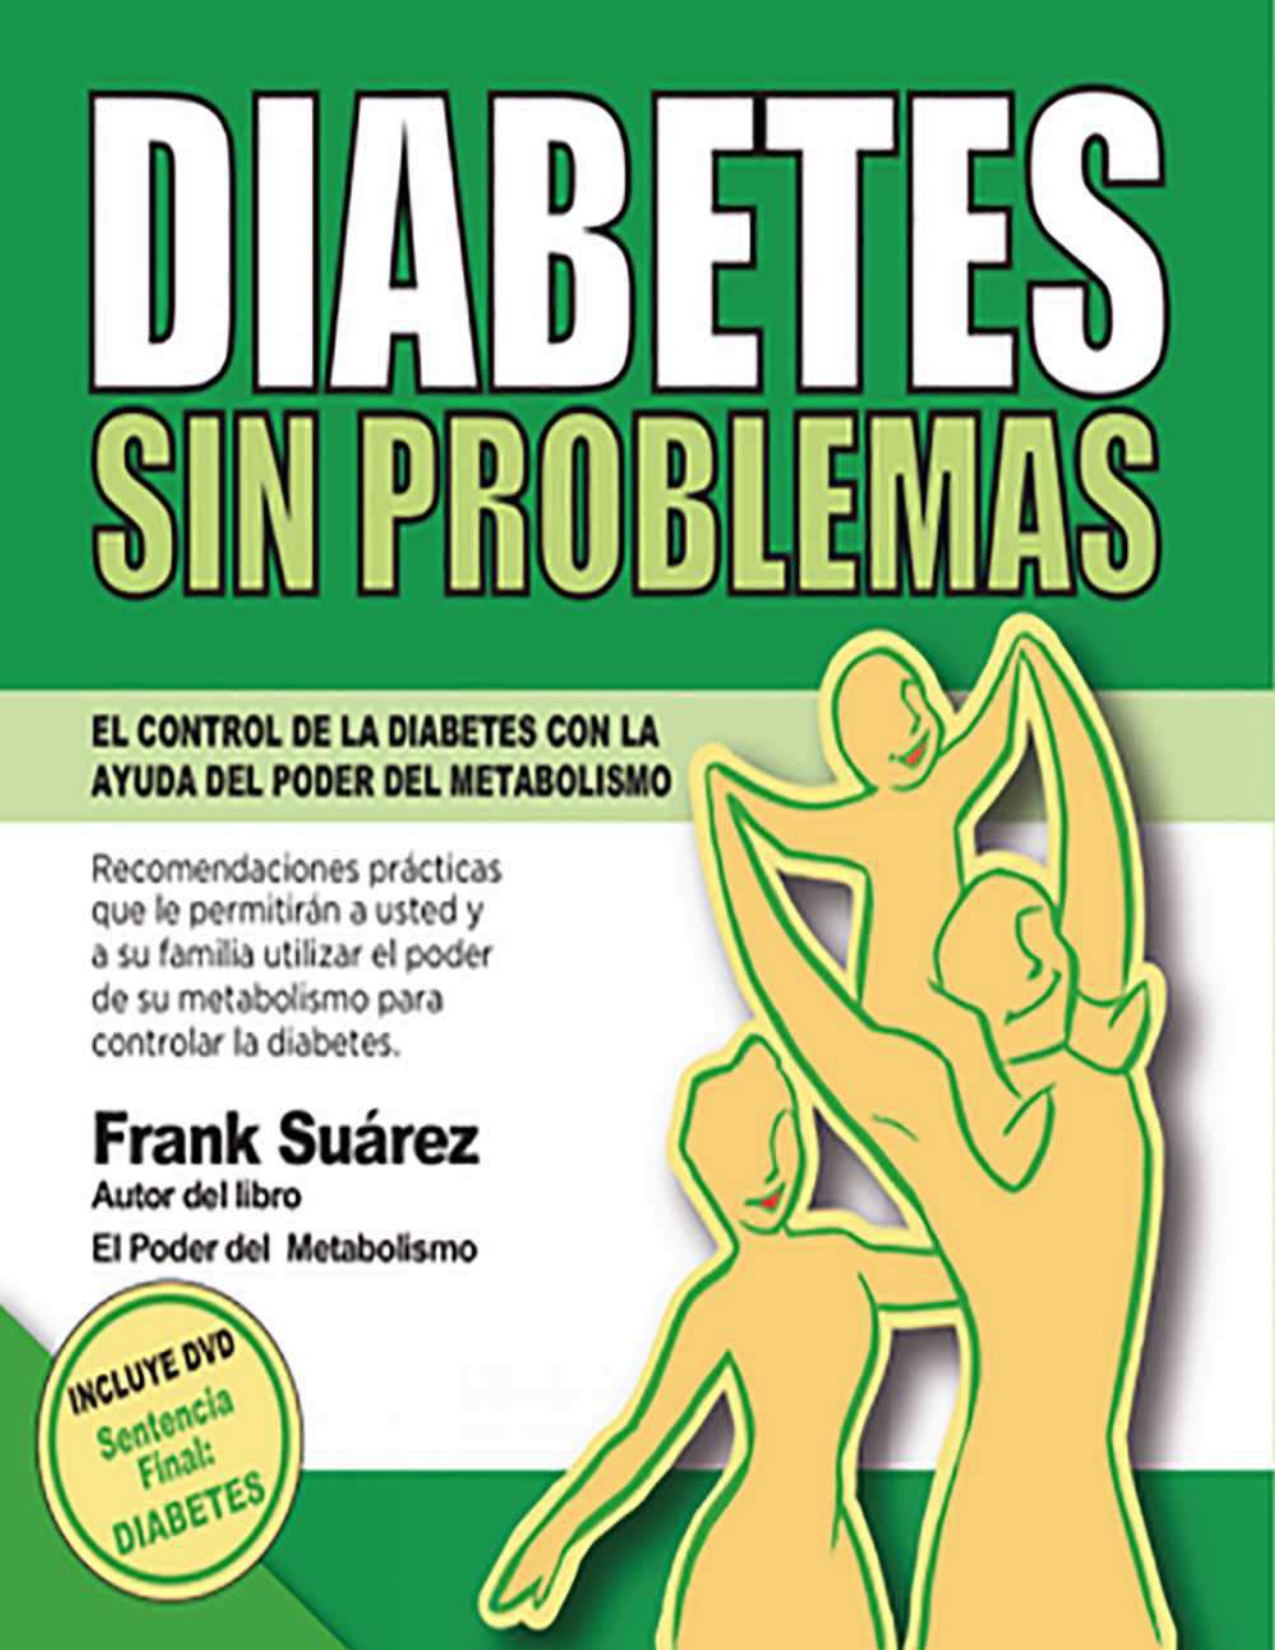 DIABETES
SIN PROBLEMAS
EL CONTROL DE LA DIABETES CON LA
AYUDA DEL PODER DEL METABOLISMO
Recomendaciones prácticas
que le permitirán a usted y
a su familia utilizar el poder
de su metabolismo para
controlar la diabetes.
Frank Suárez
Autor del libro
El Poder del Metabolismo
INCLUYE DVD
Sentencia
Final:
DIABETES